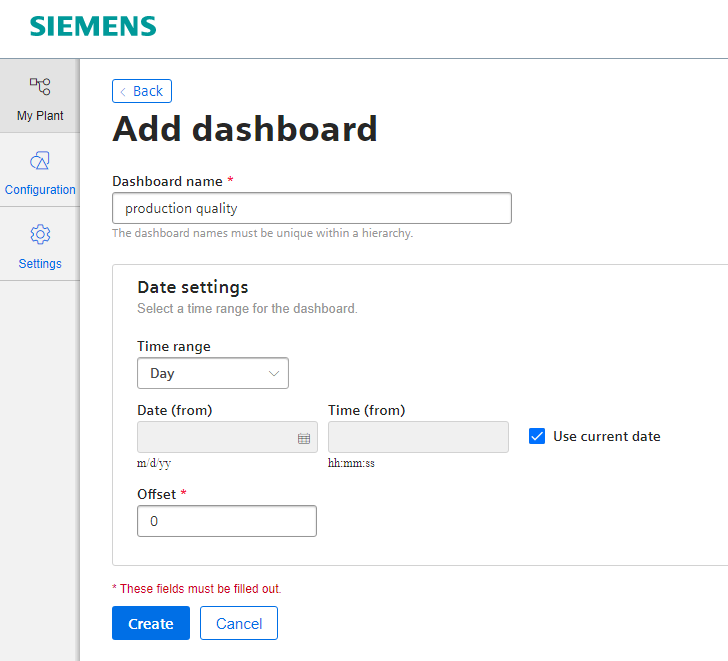 SIEMENS
My Plant
Configuration
Settings
Back
Add dashboard
Dashboard name *
production quality
The dashboard names must be unique within a hierarchy.
Date settings
Select a time range for the dashboard.
Time range
Day
Date (from) Time (from)
Use current date
m/d/yy hh:mm:ss
Offset *
0
* These fields must be filled out.
Create Cancel